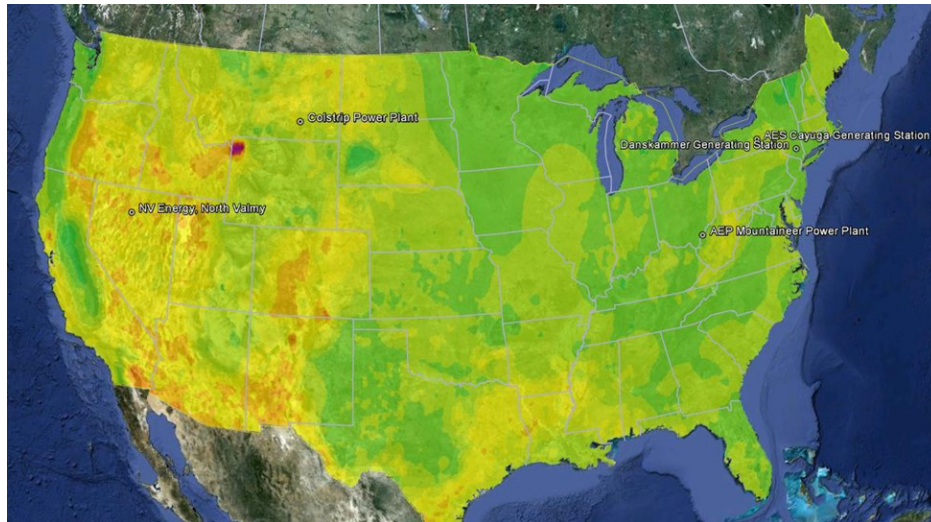 Colstrip Power Plant
AES Cayuga Generating Station
Danskammer Generating Station
NV Energy, North Valmy
AEP Mountaineer Power Plant